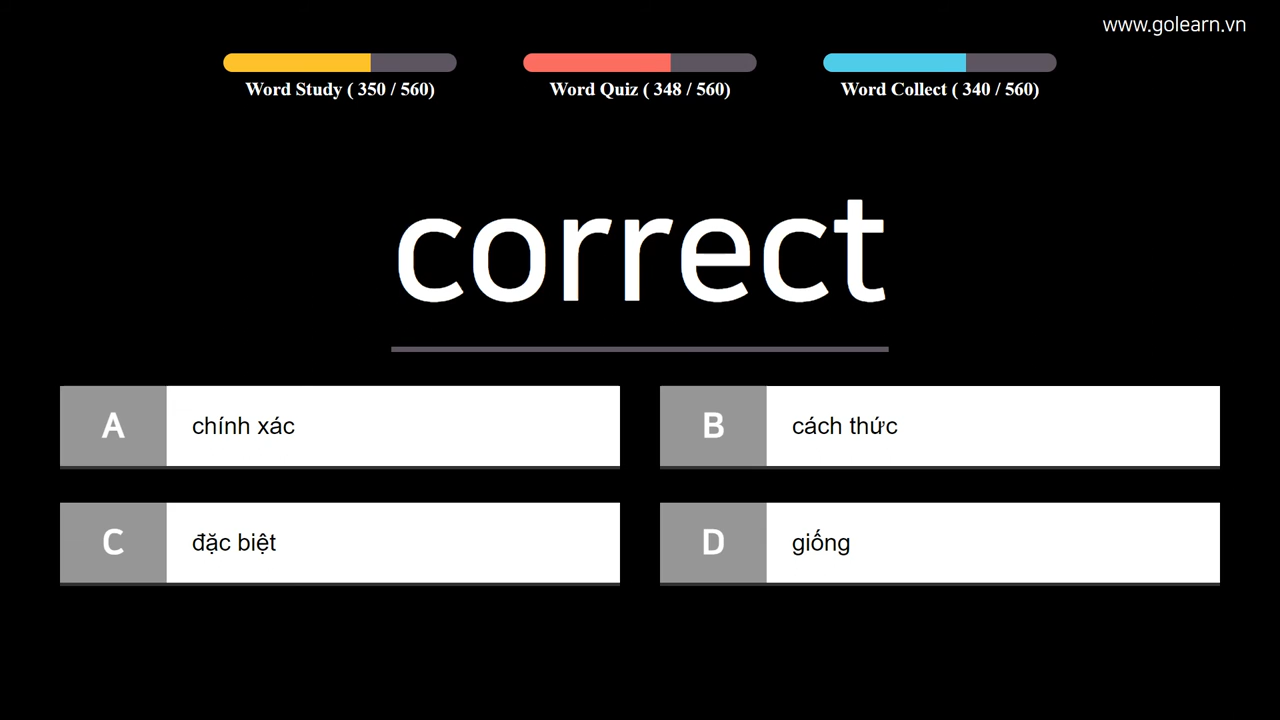 www.golearn.vn
Word Study ( 350 / 560)
Word Quiz ( 348 / 560)
Word Collect ( 340 / 560)
correct
A chính xác
B cách thức
C đặc biệt
D giống